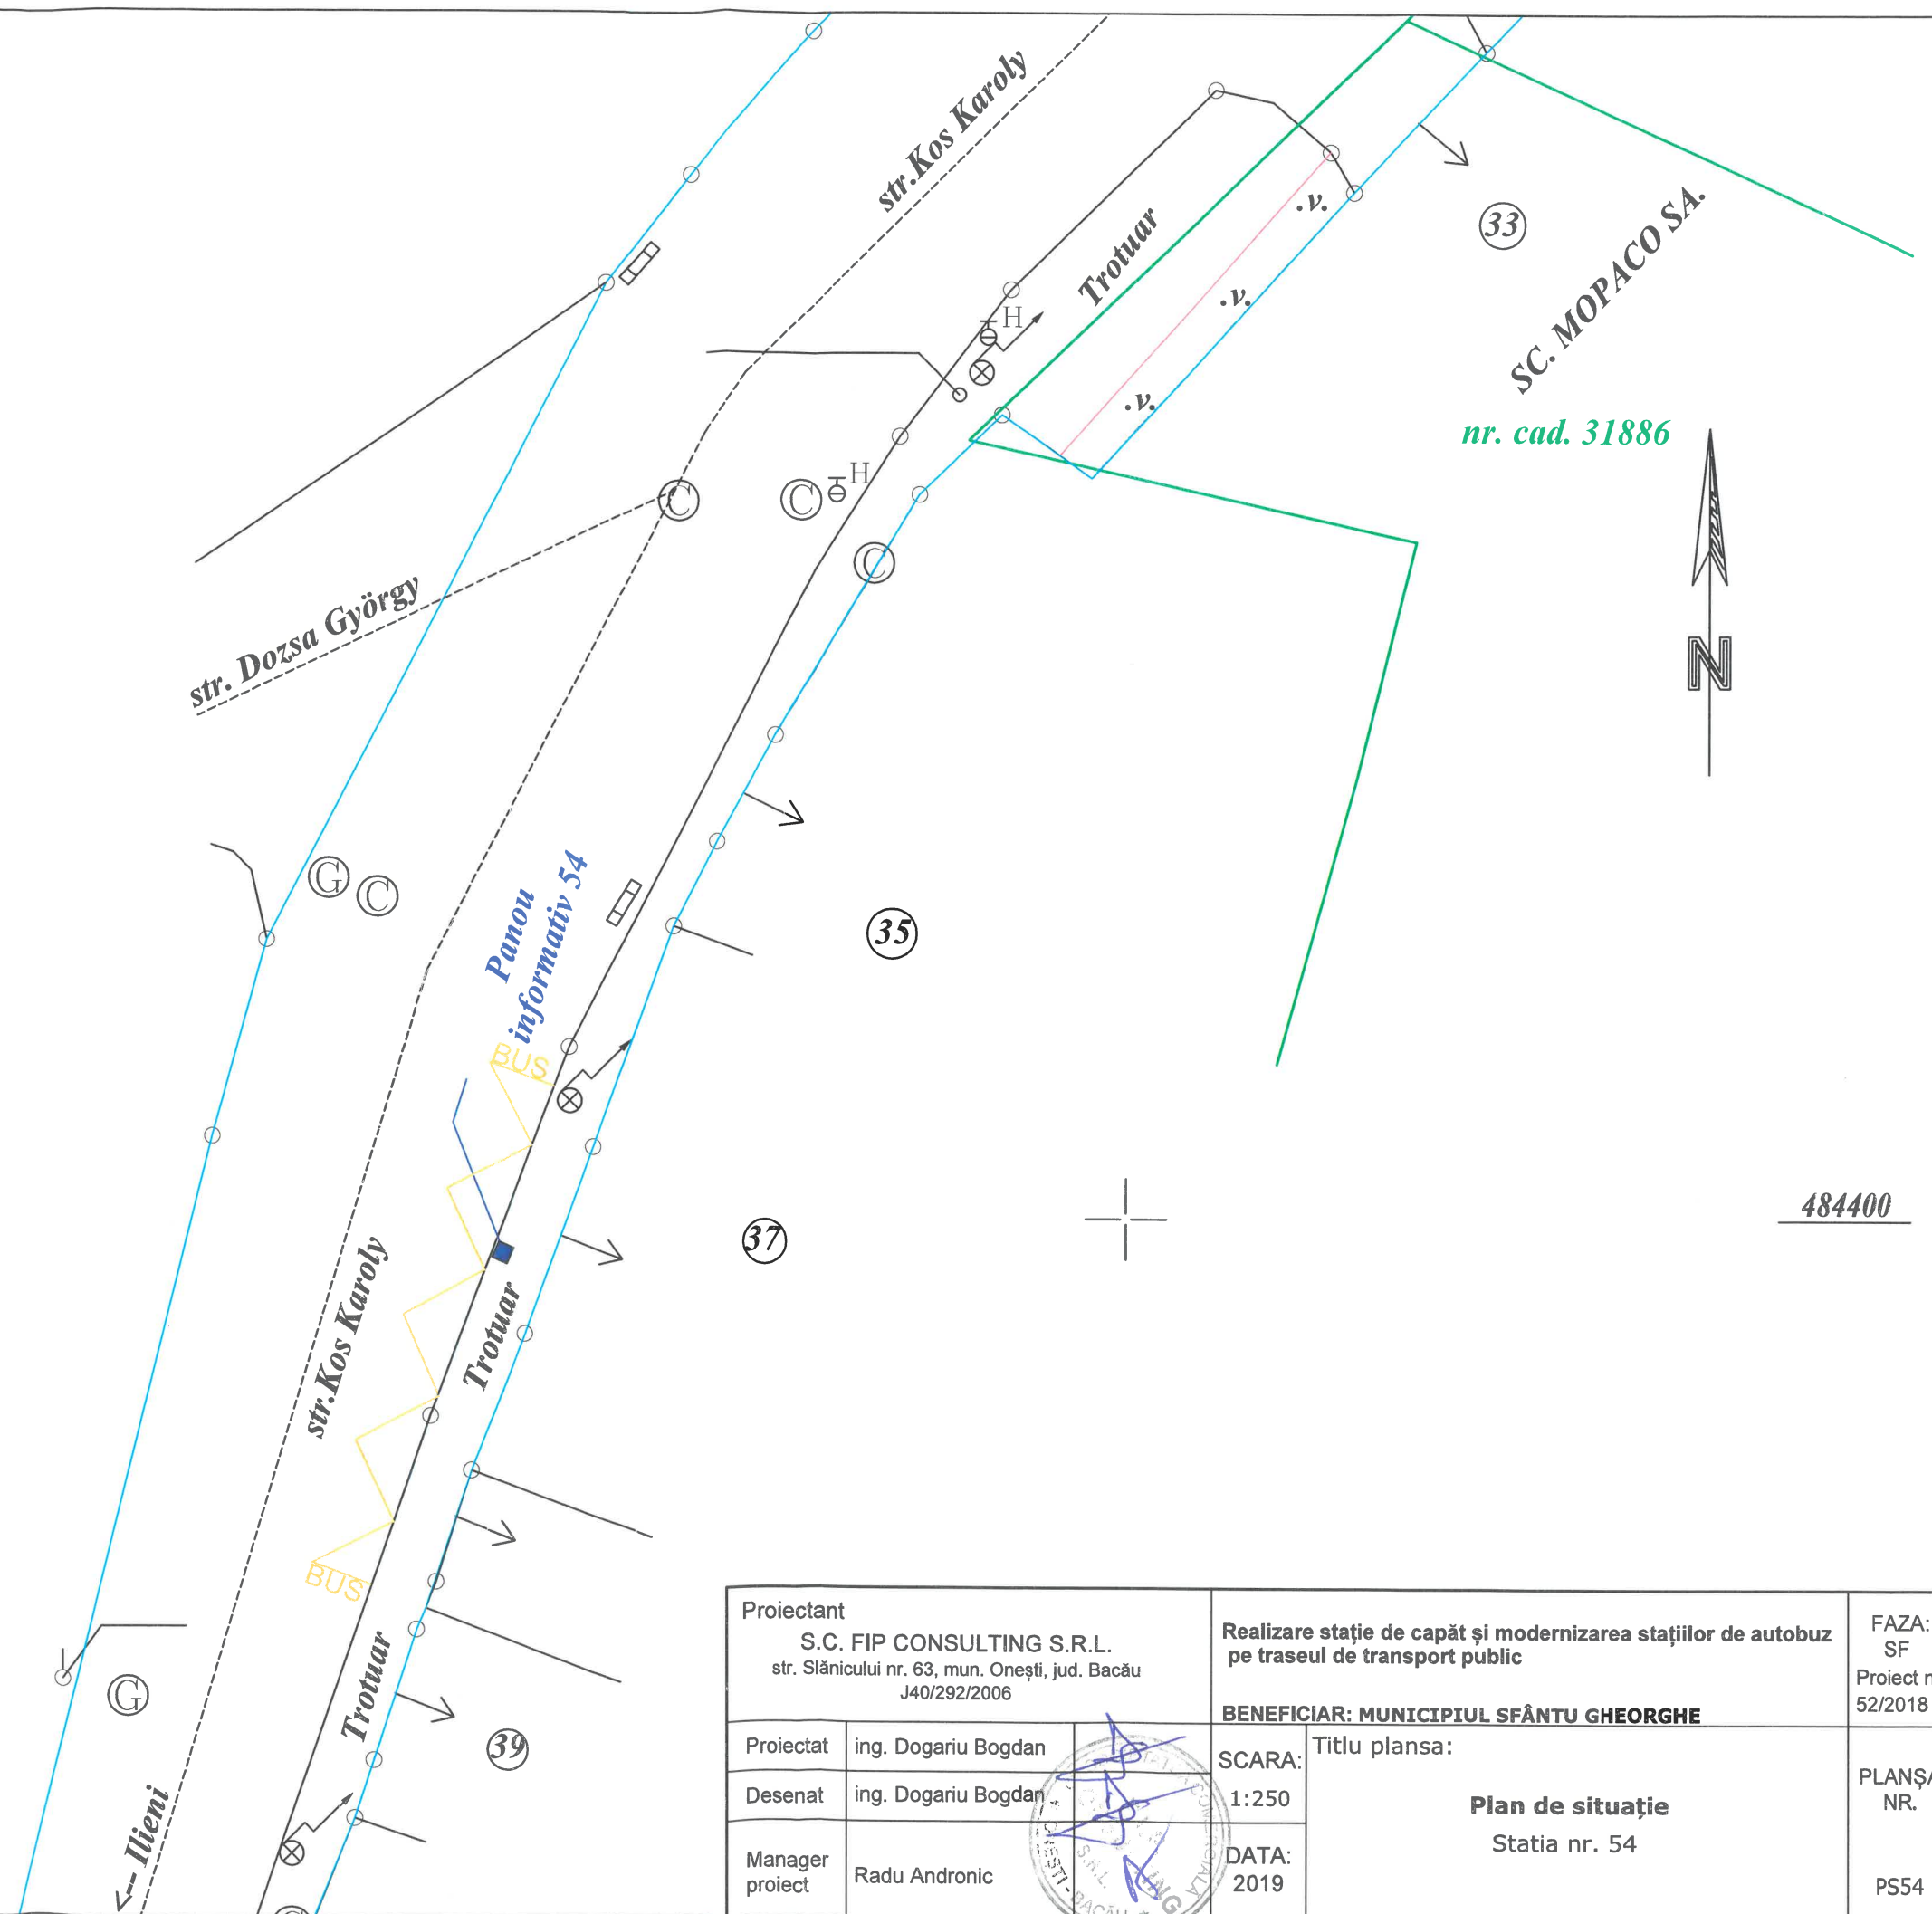 str.Kos Karoly
Trotuar
.v.
33
SC. MOPACO SA.
nr. cad. 31886
.v.
H
.v.
H
C
C
C
str. Dozsa György
N
G
C
Panou
informativ 54
35
BUS
484400
37
str.Kos Karoly
Trotuar
BUS
Trotuar
G
39
<--- Ilieni
Proiectant
S.C. FIP CONSULTING S.R.L.
str. Slănicului nr. 63, mun. Onești, jud. Bacău
J40/292/2006
Realizare stație de capăt și modernizarea stațiilor de autobuz
pe traseul de transport public
BENEFICIAR: MUNICIPIUL SFÂNTU GHEORGHE
FAZA:
SF
Proiect n
52/2018
Proiectat ing. Dogariu Bogdan
Desenat ing. Dogariu Bogdan
Manager
proiect
Radu Andronic
SCARA:
1:250
DATA:
2019
Titlu plansa:
Plan de situație
Statia nr. 54
PLANȘA
NR.
PS54
S.R.L.